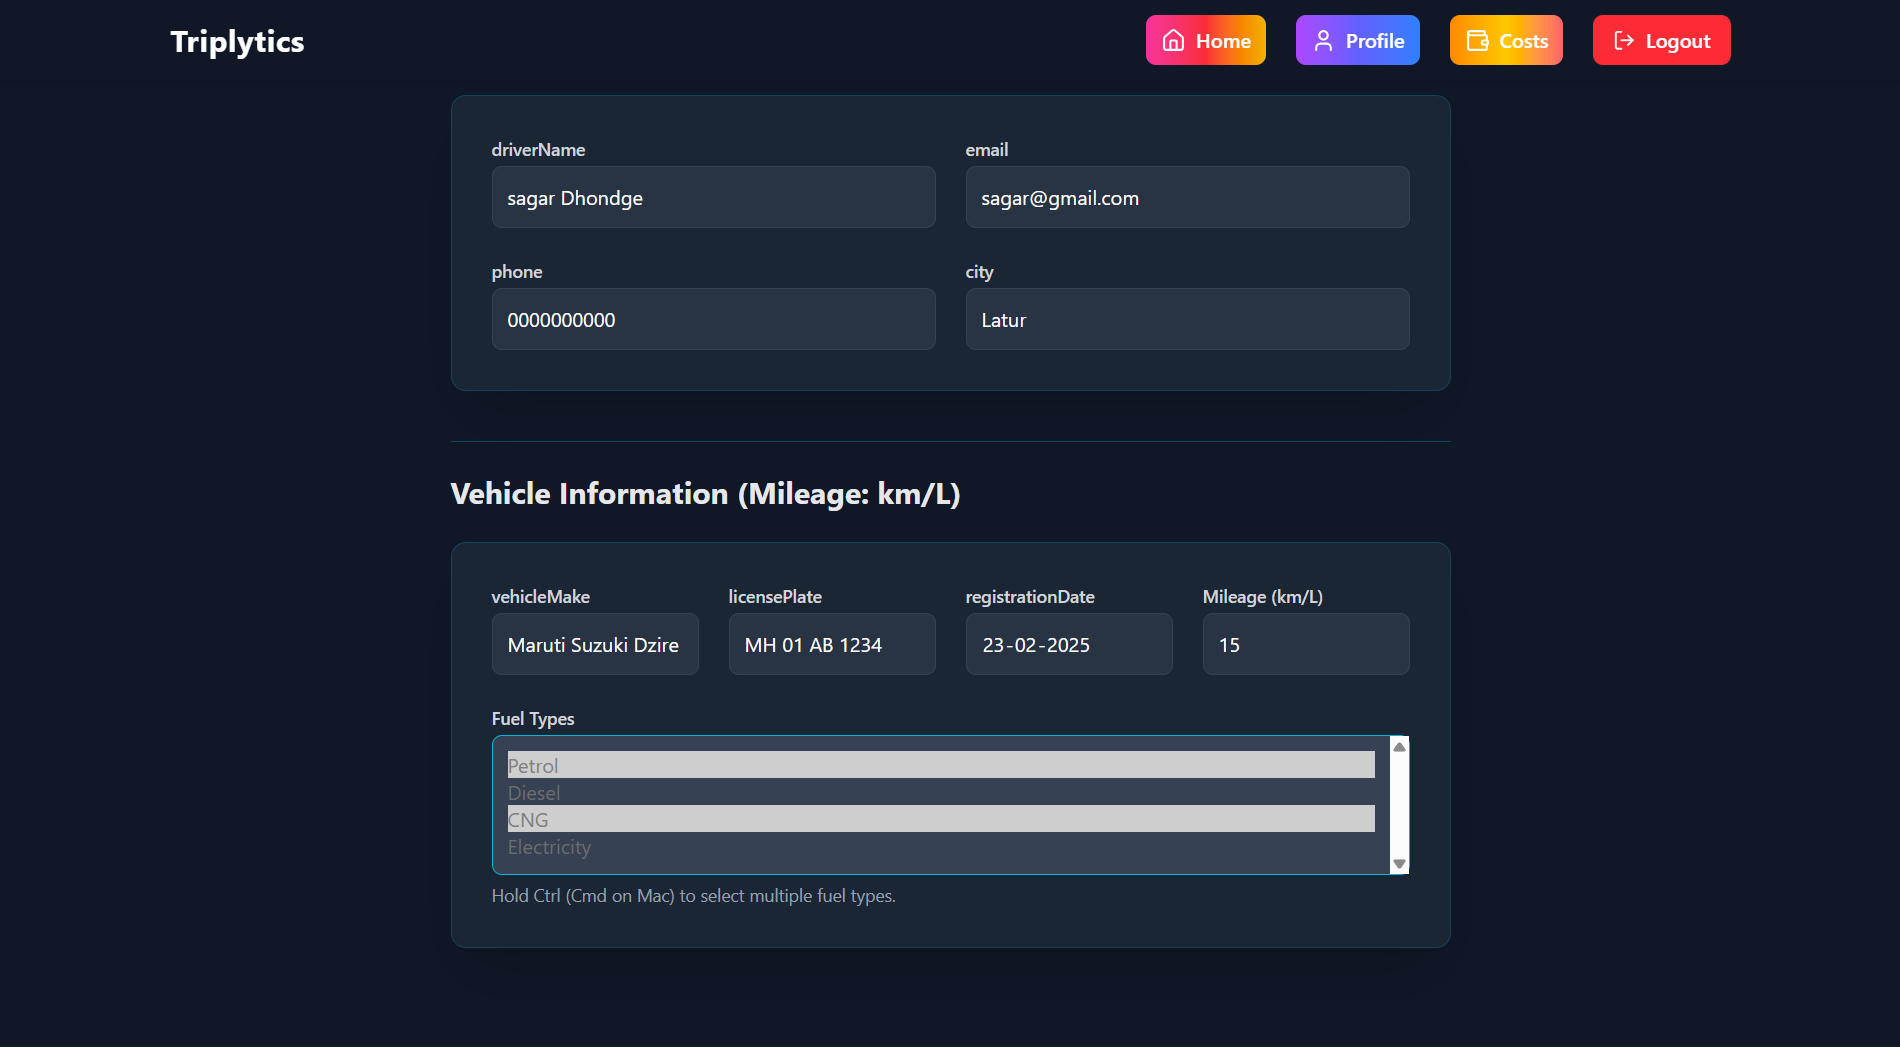 Triplytics
Home
Profile
Costs
Logout
driverName
email
sagar Dhondge
sagar@gmail.com
phone
city
0000000000
Latur
Vehicle Information (Mileage: km/L)
vehicleMake
licensePlate
registrationDate
Mileage (km/L)
Maruti Suzuki Dzire
MH 01 AB 1234
23-02-2025
15
Fuel Types
Petrol
Diesel
CNG
Electricity
Hold Ctrl (Cmd on Mac) to select multiple fuel types.